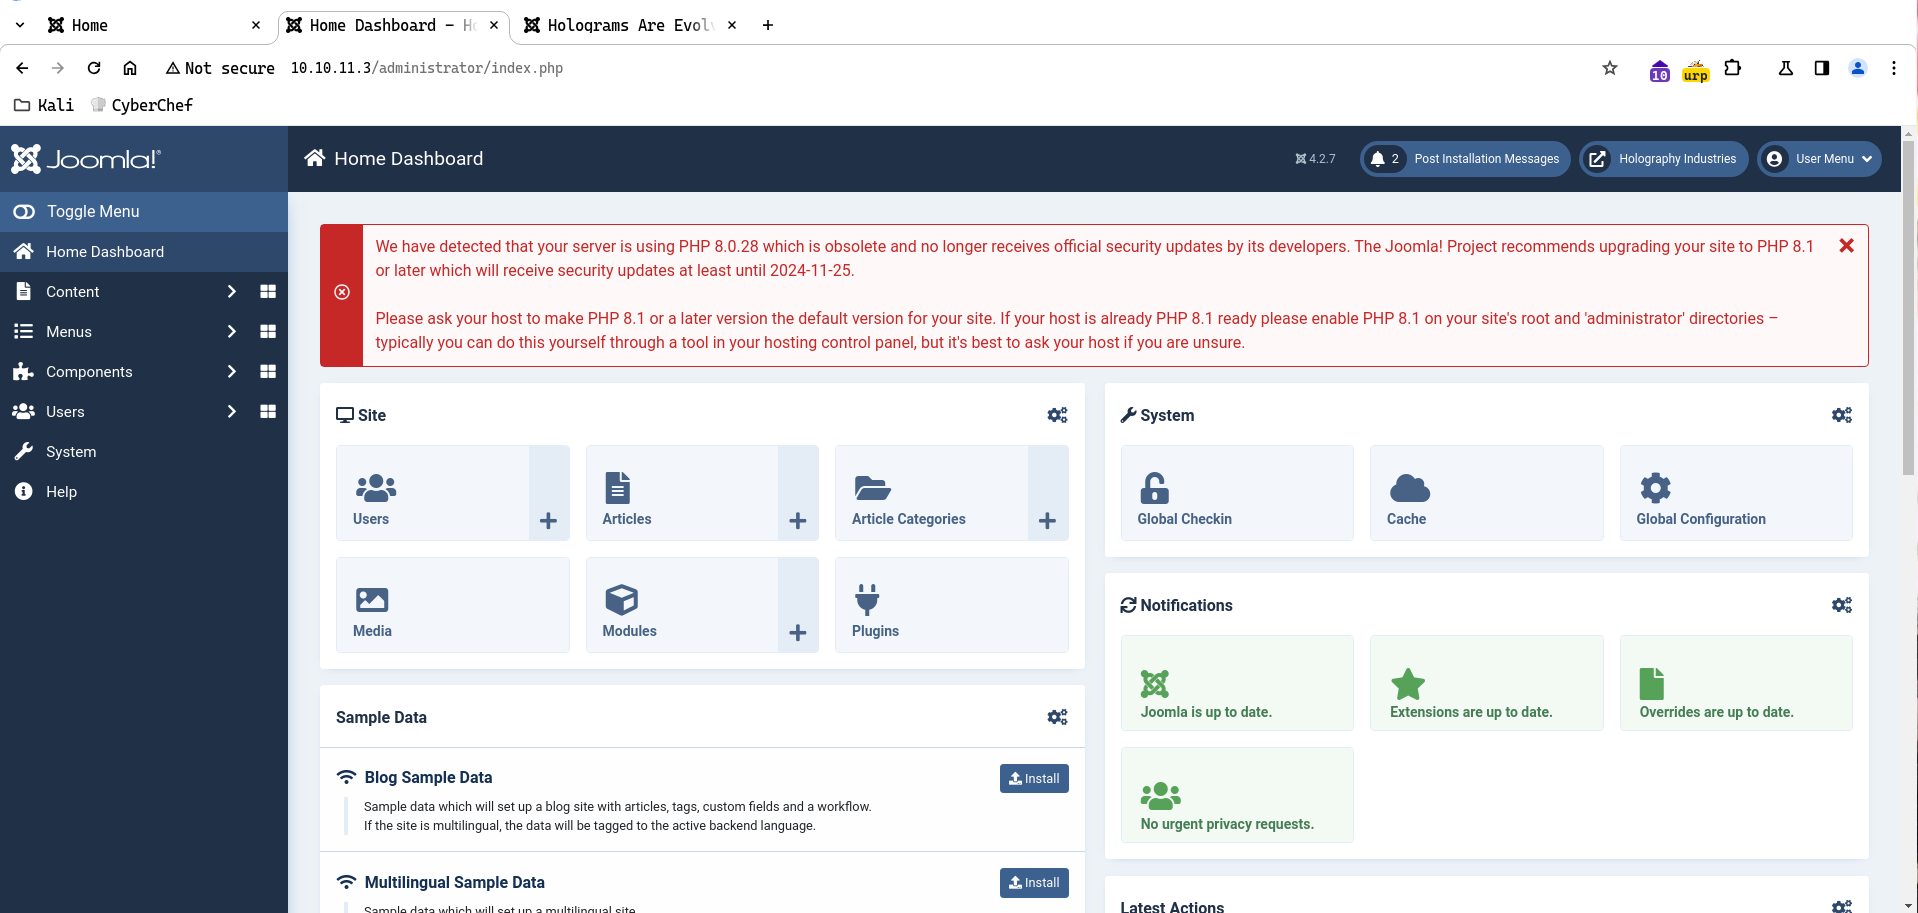 Home
Home Dashboard –
Holograms Are Evol
Not secure
10.10.11.3/administrator/index.php
10
urp
Kali
CyberChef
Joomla!®
Home Dashboard
4.2.7
2
Post Installation Messages
Holography Industries
User Menu
Toggle Menu
Home Dashboard
Content
Menus
Components
Users
System
Help
We have detected that your server is using PHP 8.0.28 which is obsolete and no longer receives official security updates by its developers. The Joomla! Project recommends upgrading your site to PHP 8.1
or later which will receive security updates at least until 2024-11-25.
Please ask your host to make PHP 8.1 or a later version the default version for your site. If your host is already PHP 8.1 ready please enable PHP 8.1 on your site's root and 'administrator' directories –
typically you can do this yourself through a tool in your hosting control panel, but it's best to ask your host if you are unsure.
Site
Users
Articles
Article Categories
Media
Modules
Plugins
Sample Data
Blog Sample Data
Install
Sample data which will set up a blog site with articles, tags, custom fields and a workflow.
If the site is multilingual, the data will be tagged to the active backend language.
Multilingual Sample Data
Install
Sample data which will set up a multilingual site
System
Global Checkin
Cache
Global Configuration
Notifications
Joomla is up to date.
Extensions are up to date.
Overrides are up to date.
No urgent privacy requests.
Latest Actions